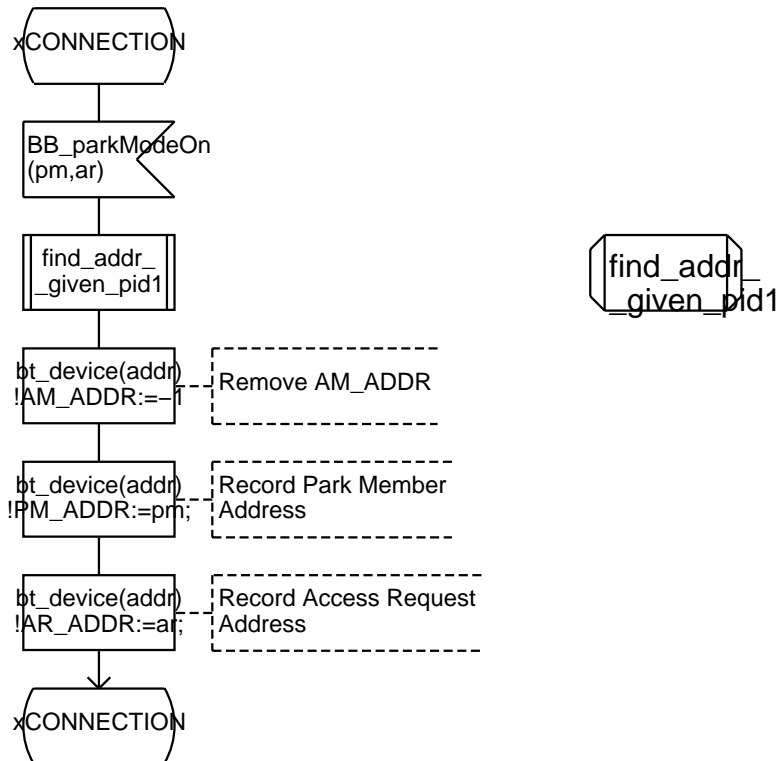 xCONNECTION
BB_parkModeOn
(pm,ar)
find_addr_
_given_pid1
find_addr_
_given_pid1
bt_device(addr)
!AM_ADDR:=−1
Remove AM_ADDR
bt_device(addr)
!PM_ADDR:=pm;
Record Park Member
Address
bt_device(addr)
!AR_ADDR:=ar;
Record Access Request
Address
xCONNECTION